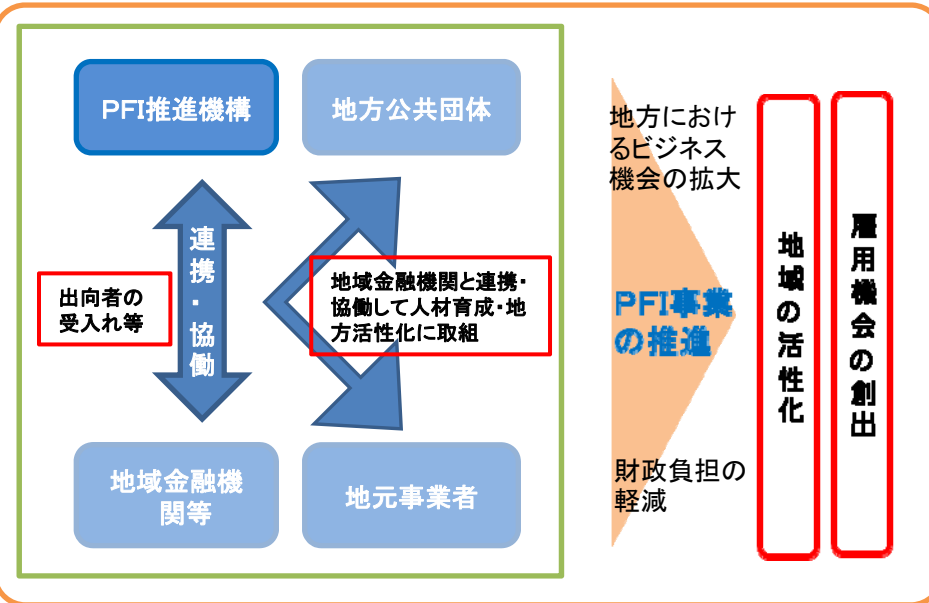 PFI推進機構
地方公共団体
連携・協働
出向者の
受入れ等
地域金融機関と連携・
協働して人材育成・地
方活性化に取組
地域金融機
関等
地元事業者
地方におけ
るビジネス
機会の拡大
PFI事業
の推進
財政負担の
軽減
地域の活性化
雇用機会の創出